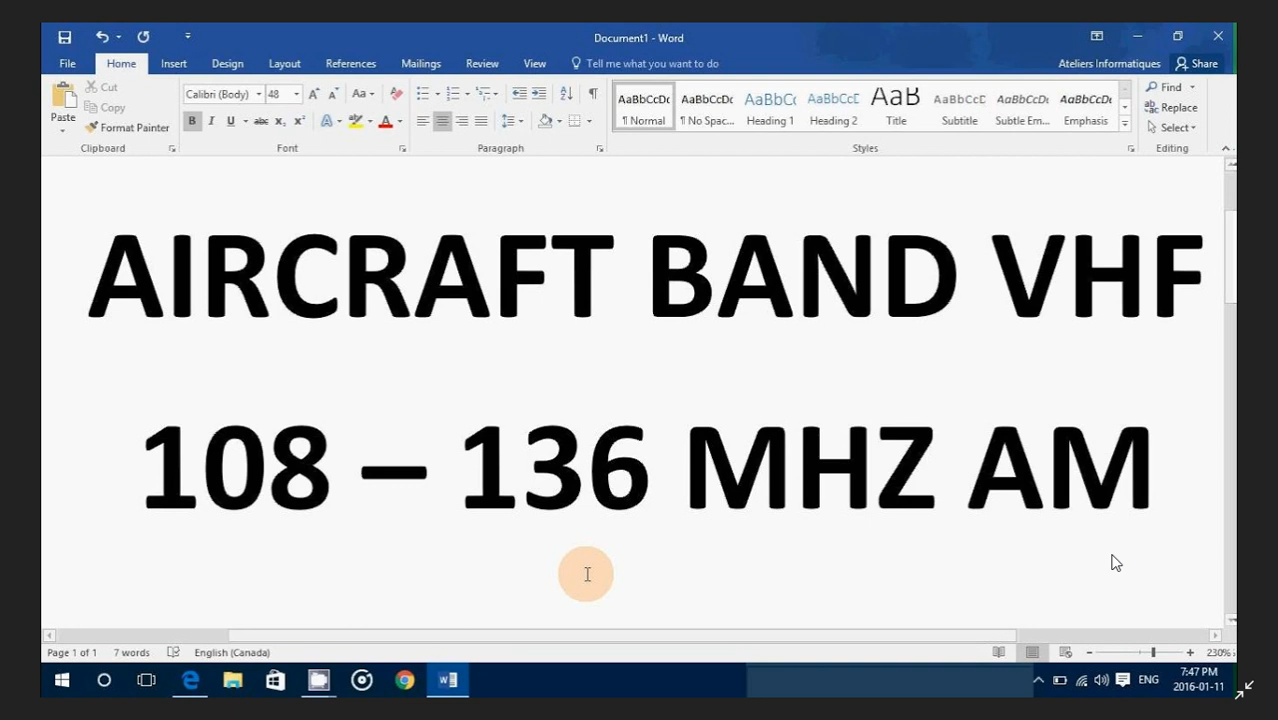 Document1 - Word
File Home Insert Design Layout References Mailings Review View Tell me what you want to do Ateliers Informatiques Share
Paste
Cut
Copy
Format Painter
Clipboard
Calibri (Body) 48
Font
Paragraph
AaBbCcDc AaBbCcDc AaBbCc AaBbCcE AaB AaBbCcD AaBbCcDc AaBbCcDc
¶ Normal ¶ No Spac... Heading 1 Heading 2 Title Subtitle Subtle Em... Emphasis
Styles
Find
Replace
Select
Editing
AIRCRAFT BAND VHF
108 – 136 MHZ AM
Page 1 of 1 7 words English (Canada) 230%
ENG 7:47 PM
2016-01-11